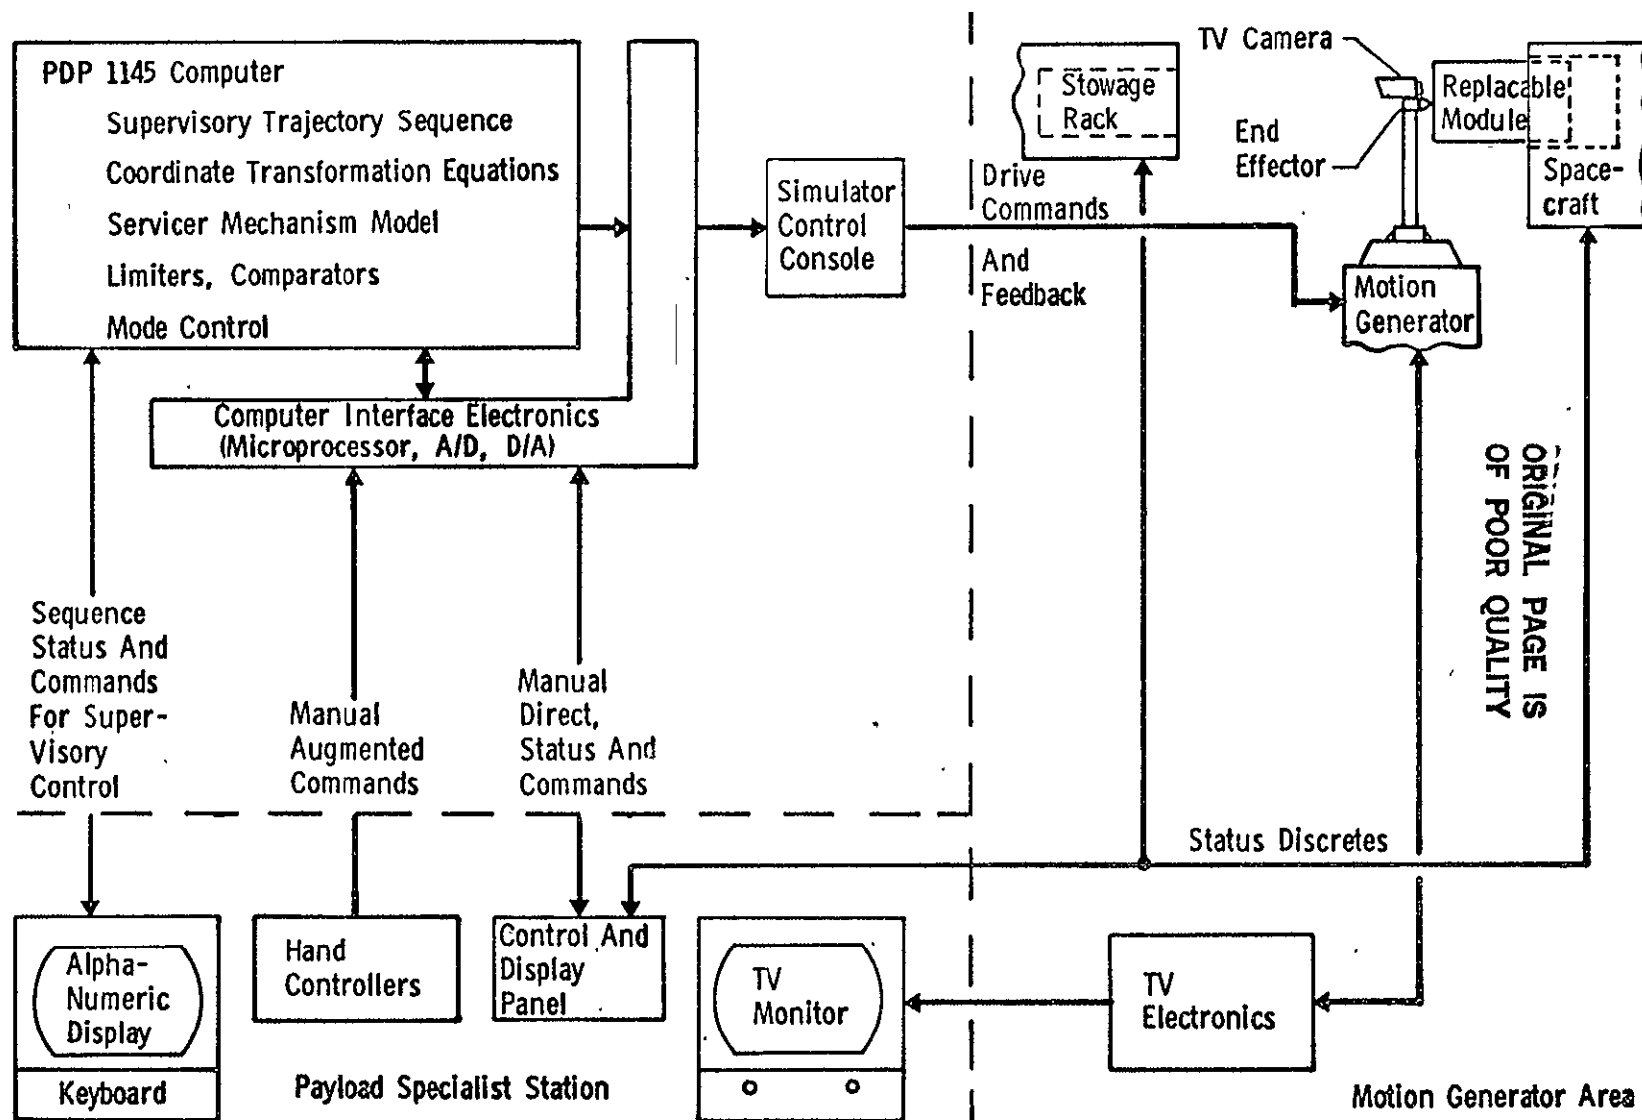 PDP 1145 Computer
Supervisory Trajectory Sequence
Coordinate Transformation Equations
Servicer Mechanism Model
Limiters, Comparators
Mode Control
Computer Interface Electronics
(Microprocessor, A/D, D/A)
Simulator
Control
Console
Drive
Commands
And
Feedback
Stowage
Rack
TV Camera
End
Effector
Replacable
Module
Space-
craft
Motion
Generator
ORIGINAL PAGE IS
OF POOR QUALITY
Sequence
Status And
Commands
For Super-
Visory
Control
Manual
Augmented
Commands
Manual
Direct,
Status And
Commands
Status Discretes
Alpha-
Numeric
Display
Keyboard
Hand
Controllers
Control And
Display
Panel
TV
Monitor
TV
Electronics
Payload Specialist Station
Motion Generator Area